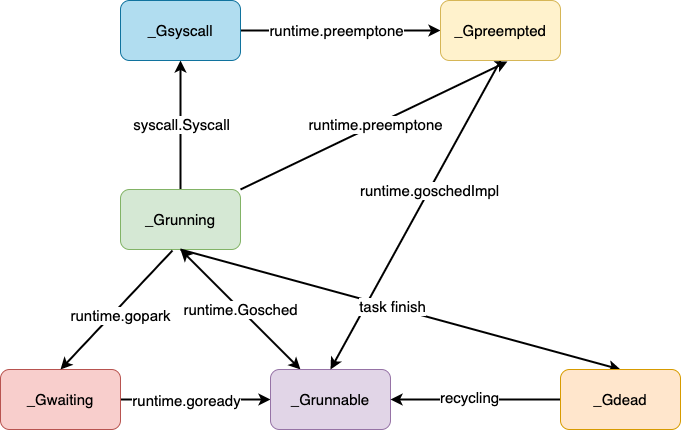 _Gsyscall
runtime.preemptone
_Gpreempted
syscall.Syscall
runtime.preemptone
runtime.goschedImpl
_Grunning
runtime.gopark
runtime.Gosched
task finish
_Gwaiting
runtime.goready
_Grunnable
recycling
_Gdead